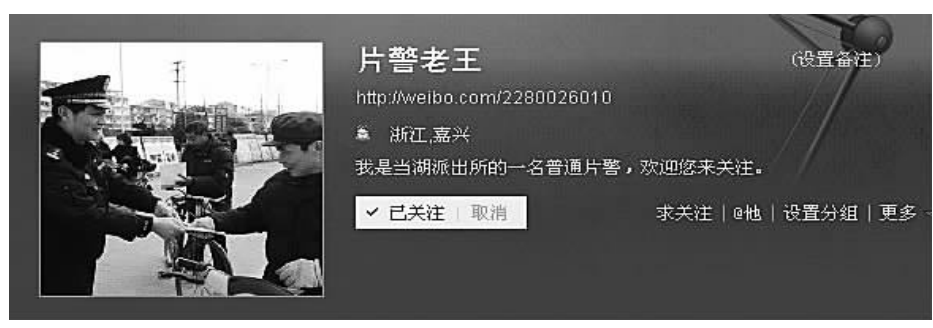 片警老王
(设置备注)
http://weibo.com/2280026010
浙江,嘉兴
我是当湖派出所的一名普通片警，欢迎您来关注。
✓ 已关注 | 取消
求关注 | @他 | 设置分组 | 更多